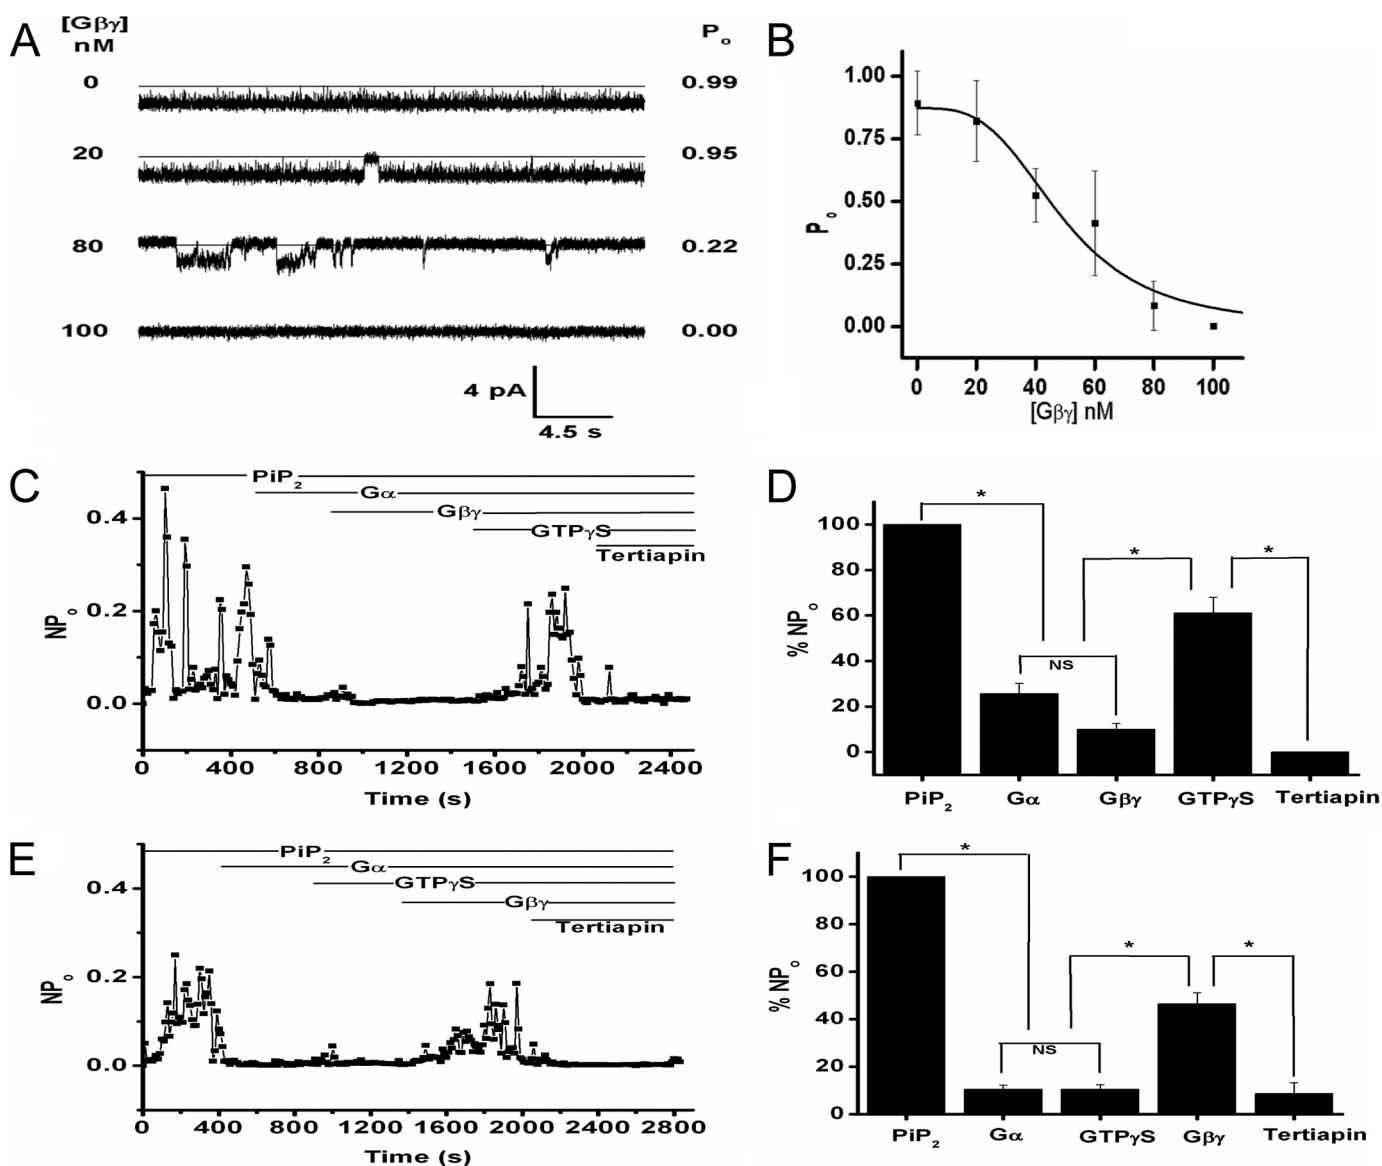 A
[Gβγ]
nM
Pₒ
0
0.99
20
0.95
80
0.22
100
0.00
4 pA
4.5 s
B
1.00
0.75
0.50
0.25
0.00
Pₒ
0 20 40 60 80 100
[Gβγ] nM
C
PiP₂
Gα
Gβγ
GTPγS
Tertiapin
0.4
0.2
0.0
NPₒ
0 400 800 1200 1600 2000 2400
Time (s)
D
*
* *
NS
100
80
60
40
20
0
% NPₒ
PiP₂ Gα Gβγ GTPγS Tertiapin
E
PiP₂
Gα
GTPγS
Gβγ
Tertiapin
0.4
0.2
0.0
NPₒ
0 400 800 1200 1600 2000 2400 2800
Time (s)
F
*
* *
NS
100
80
60
40
20
0
% NPₒ
PiP₂ Gα GTPγS Gβγ Tertiapin